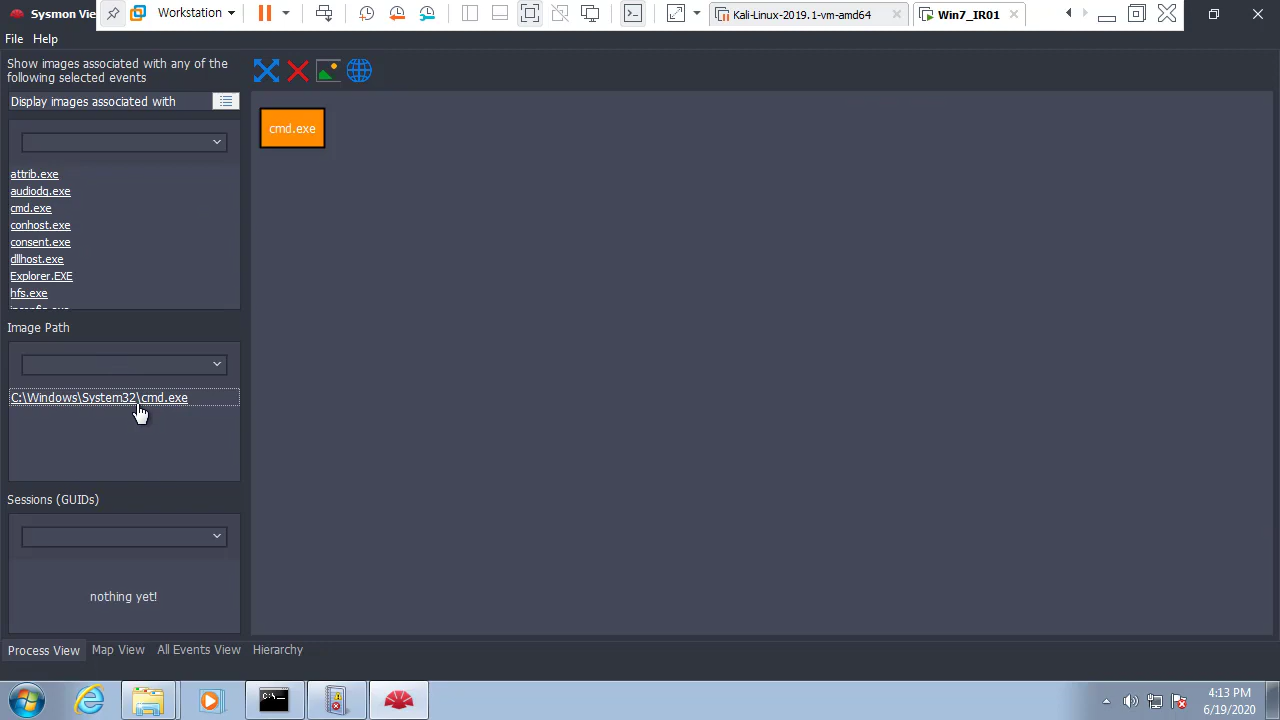 Sysmon Vie
Workstation
Kali-Linux-2019.1-vm-amd64
Win7_IR01
File Help
Show images associated with any of the
following selected events
Display images associated with
attrib.exe
audiodg.exe
cmd.exe
conhost.exe
consent.exe
dllhost.exe
Explorer.EXE
hfs.exe
Image Path
C:\Windows\System32\cmd.exe
Sessions (GUIDs)
nothing yet!
cmd.exe
Process View Map View All Events View Hierarchy
4:13 PM
6/19/2020